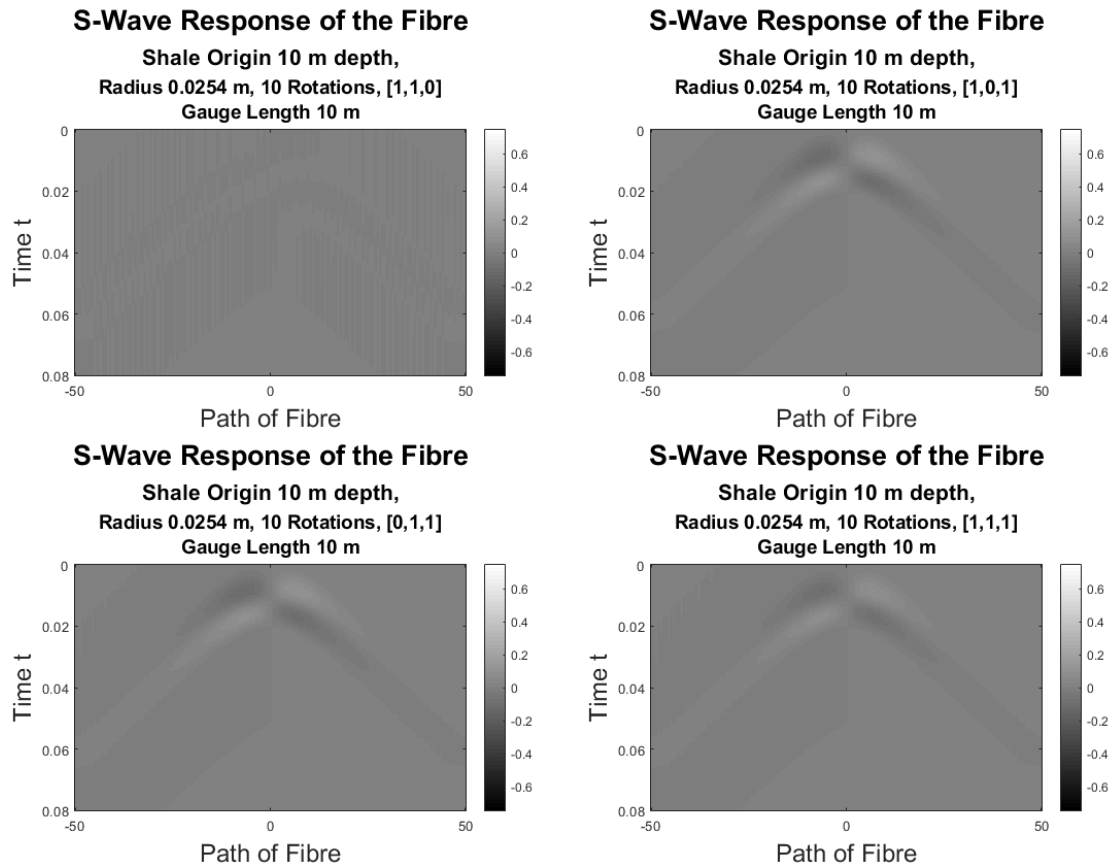 S-Wave Response of the Fibre
Shale Origin 10 m depth,
Radius 0.0254 m, 10 Rotations, [1,1,0]
Gauge Length 10 m
0
0.02
0.04
0.06
0.08
Time t
-50
0
50
Path of Fibre
0.6
0.4
0.2
0
-0.2
-0.4
-0.6
S-Wave Response of the Fibre
Shale Origin 10 m depth,
Radius 0.0254 m, 10 Rotations, [1,0,1]
Gauge Length 10 m
0
0.02
0.04
0.06
0.08
Time t
-50
0
50
Path of Fibre
0.6
0.4
0.2
0
-0.2
-0.4
-0.6
S-Wave Response of the Fibre
Shale Origin 10 m depth,
Radius 0.0254 m, 10 Rotations, [0,1,1]
Gauge Length 10 m
0
0.02
0.04
0.06
0.08
Time t
-50
0
50
Path of Fibre
0.6
0.4
0.2
0
-0.2
-0.4
-0.6
S-Wave Response of the Fibre
Shale Origin 10 m depth,
Radius 0.0254 m, 10 Rotations, [1,1,1]
Gauge Length 10 m
0
0.02
0.04
0.06
0.08
Time t
-50
0
50
Path of Fibre
0.6
0.4
0.2
0
-0.2
-0.4
-0.6